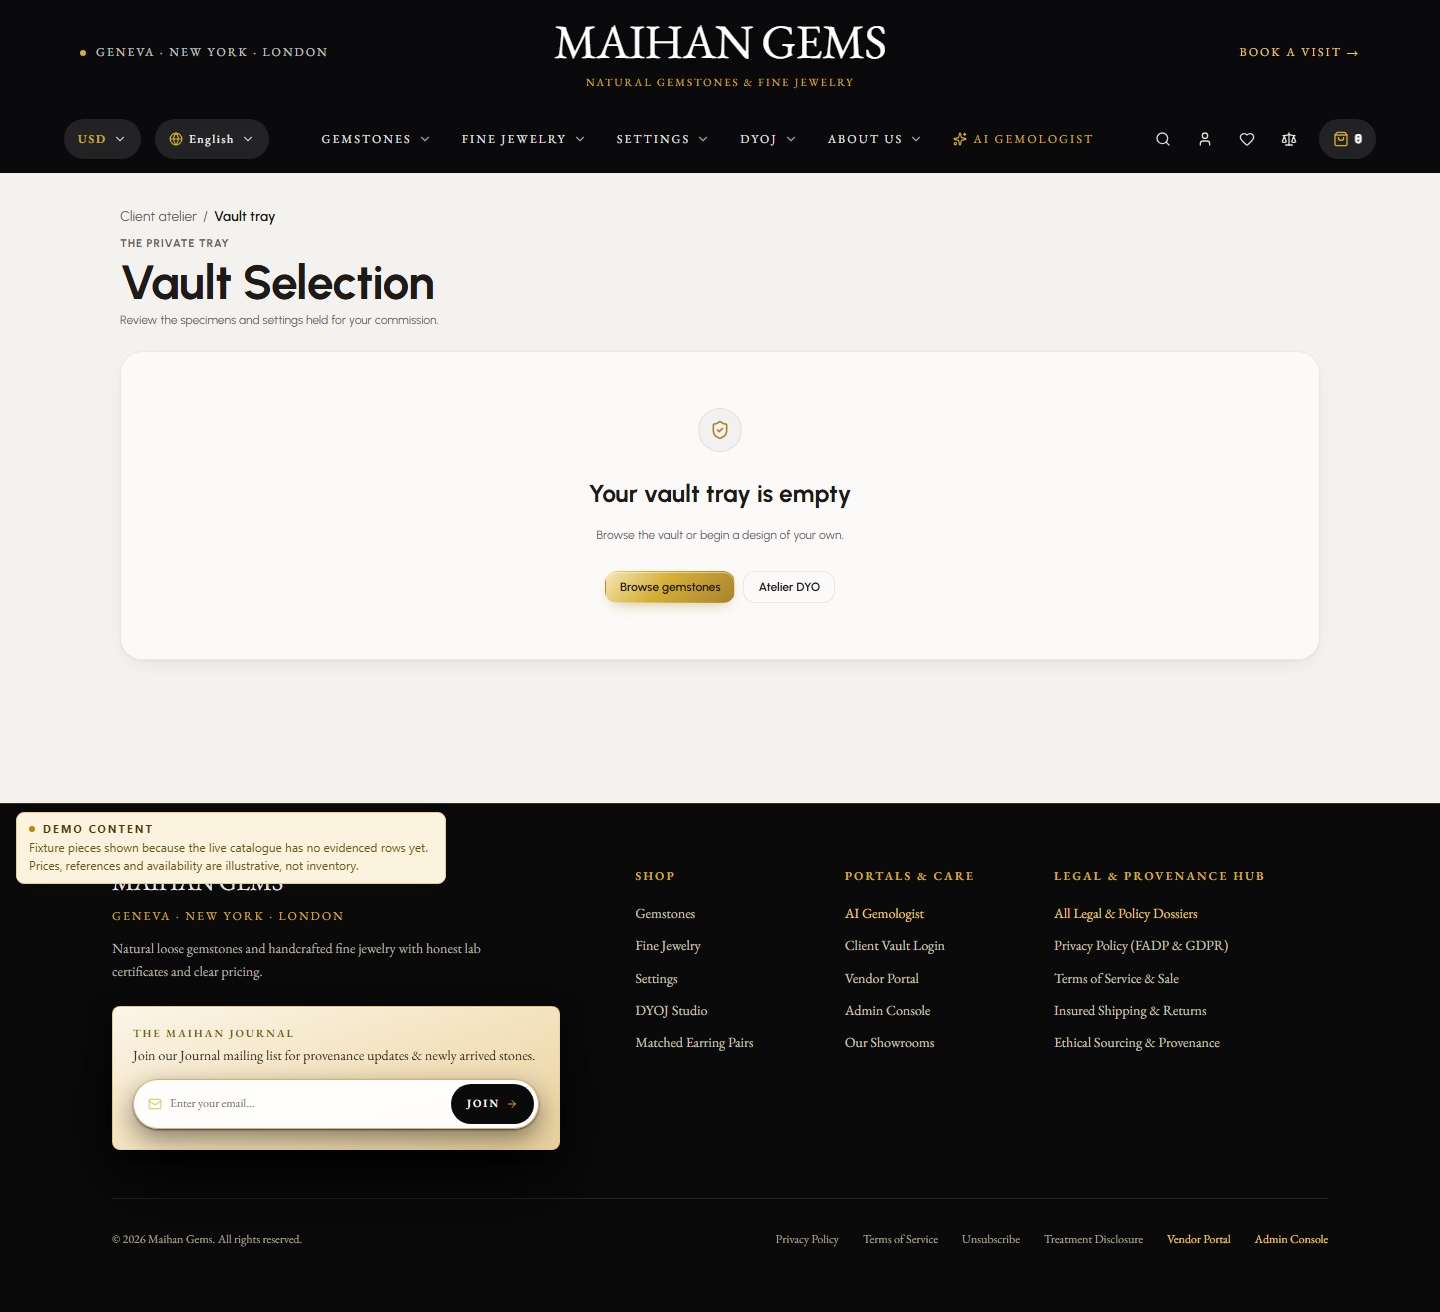 GENEVA · NEW YORK · LONDON
MAIHAN GEMS
NATURAL GEMSTONES & FINE JEWELRY
BOOK A VISIT →
USD
English
GEMSTONES
FINE JEWELRY
SETTINGS
DYOJ
ABOUT US
AI GEMOLOGIST
0
Client atelier / Vault tray
THE PRIVATE TRAY
Vault Selection
Review the specimens and settings held for your commission.
Your vault tray is empty
Browse the vault or begin a design of your own.
Browse gemstones
Atelier DYO
DEMO CONTENT
Fixture pieces shown because the live catalogue has no evidenced rows yet.
Prices, references and availability are illustrative, not inventory.
MAIHAN GEMS
GENEVA · NEW YORK · LONDON
Natural loose gemstones and handcrafted fine jewelry with honest lab
certificates and clear pricing.
THE MAIHAN JOURNAL
Join our Journal mailing list for provenance updates & newly arrived stones.
Enter your email...
JOIN →
SHOP
Gemstones
Fine Jewelry
Settings
DYOJ Studio
Matched Earring Pairs
PORTALS & CARE
AI Gemologist
Client Vault Login
Vendor Portal
Admin Console
Our Showrooms
LEGAL & PROVENANCE HUB
All Legal & Policy Dossiers
Privacy Policy (FADP & GDPR)
Terms of Service & Sale
Insured Shipping & Returns
Ethical Sourcing & Provenance
© 2026 Maihan Gems. All rights reserved.
Privacy Policy
Terms of Service
Unsubscribe
Treatment Disclosure
Vendor Portal
Admin Console